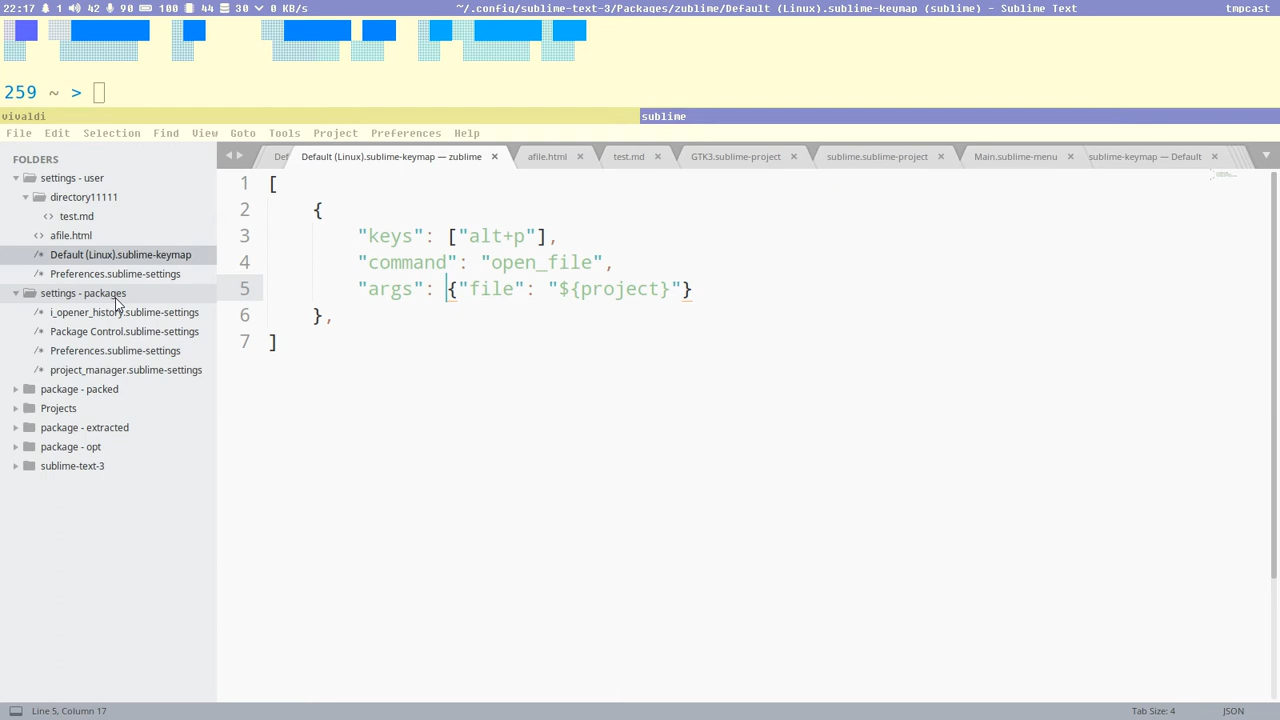 22:17 1 42 90 100 44 30 0 KB/s ~/.config/sublime-text-3/Packages/zublime/Default (Linux).sublime-keymap (sublime) - Sublime Text tmpcast
259 ~ >
vivaldi sublime
File Edit Selection Find View Goto Tools Project Preferences Help
FOLDERS
settings - user
directory11111
test.md
afile.html
Default (Linux).sublime-keymap
Preferences.sublime-settings
settings - packages
i_opener_history.sublime-settings
Package Control.sublime-settings
Preferences.sublime-settings
project_manager.sublime-settings
package - packed
Projects
package - extracted
package - opt
sublime-text-3
Def Default (Linux).sublime-keymap — zublime afile.html test.md GTK3.sublime-project sublime.sublime-project Main.sublime-menu sublime-keymap — Default
1 [
2 {
3 "keys": ["alt+p"],
4 "command": "open_file",
5 "args": {"file": "${project}"}
6 },
7 ]
Line 5, Column 17 Tab Size: 4 JSON